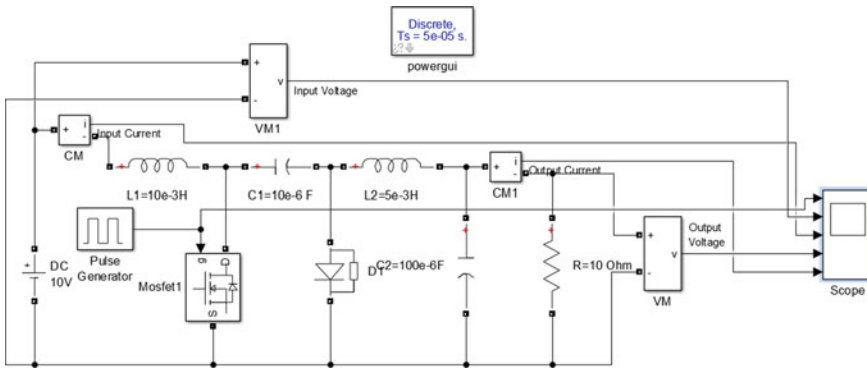 Discrete,
Ts = 5e-05 s.
powergui
+
v
-
Input Voltage
VM1
+
i
-
Input Current
CM
+
i
-
Output Current
CM1
L1=10e-3H
C1=10e-6 F
L2=5e-3H
Pulse
Generator
g
D
S
Mosfet1
+
DC
10V
D1
C2=100e-6F
R=10 Ohm
+
v
-
VM
Output
Voltage
Scope